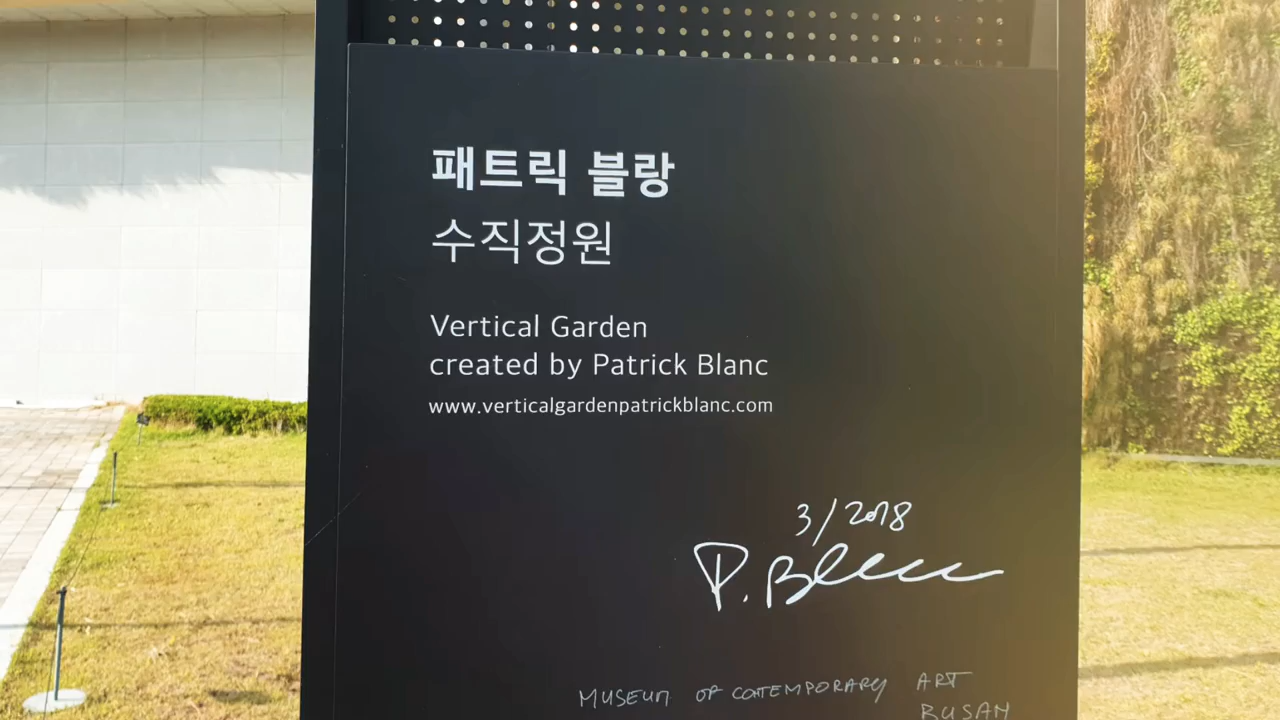 패트릭 블랑
수직정원
Vertical Garden
created by Patrick Blanc
www.verticalgardenpatrickblanc.com
3/2018
P. Blanc
MUSEUM OF CONTEMPORARY ART
BUSAN